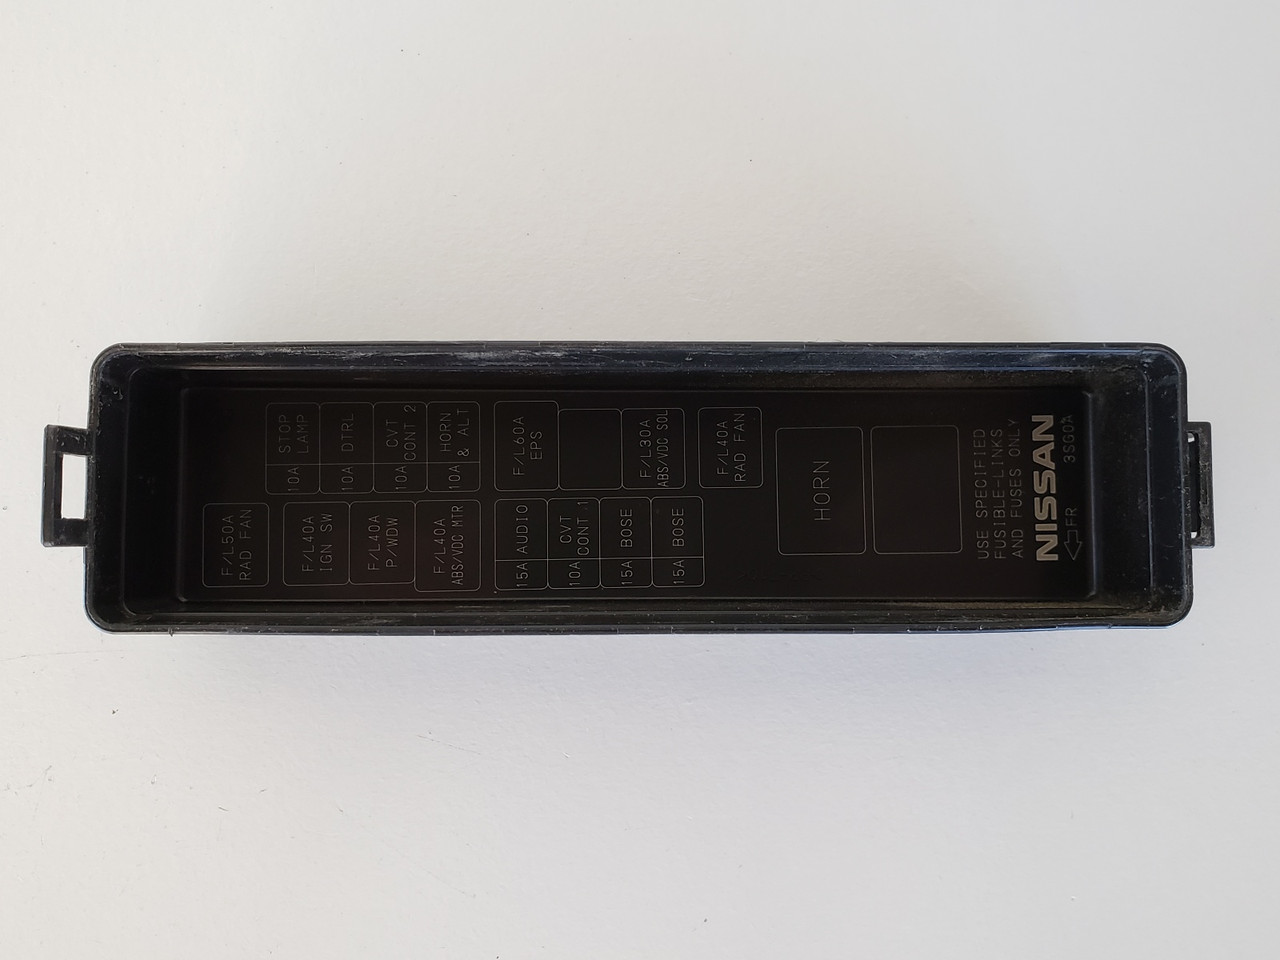 STOP
LAMP
10A
DTRL
10A
CVT
CONT 2
10A
HORN
& ALT
10A
F/L60A
EPS
F/L30A
ABS/VDC SOL
F/L40A
RAD FAN
F/L50A
RAD FAN
F/L40A
IGN SW
F/L40A
P/WDW
F/L40A
ABS/VDC MTR
AUDIO
15A
CVT
CONT 1
10A
BOSE
15A
BOSE
15A
HORN
USE SPECIFIED
FUSIBLE-LINKS
AND FUSES ONLY
NISSAN
FR 3SG0A